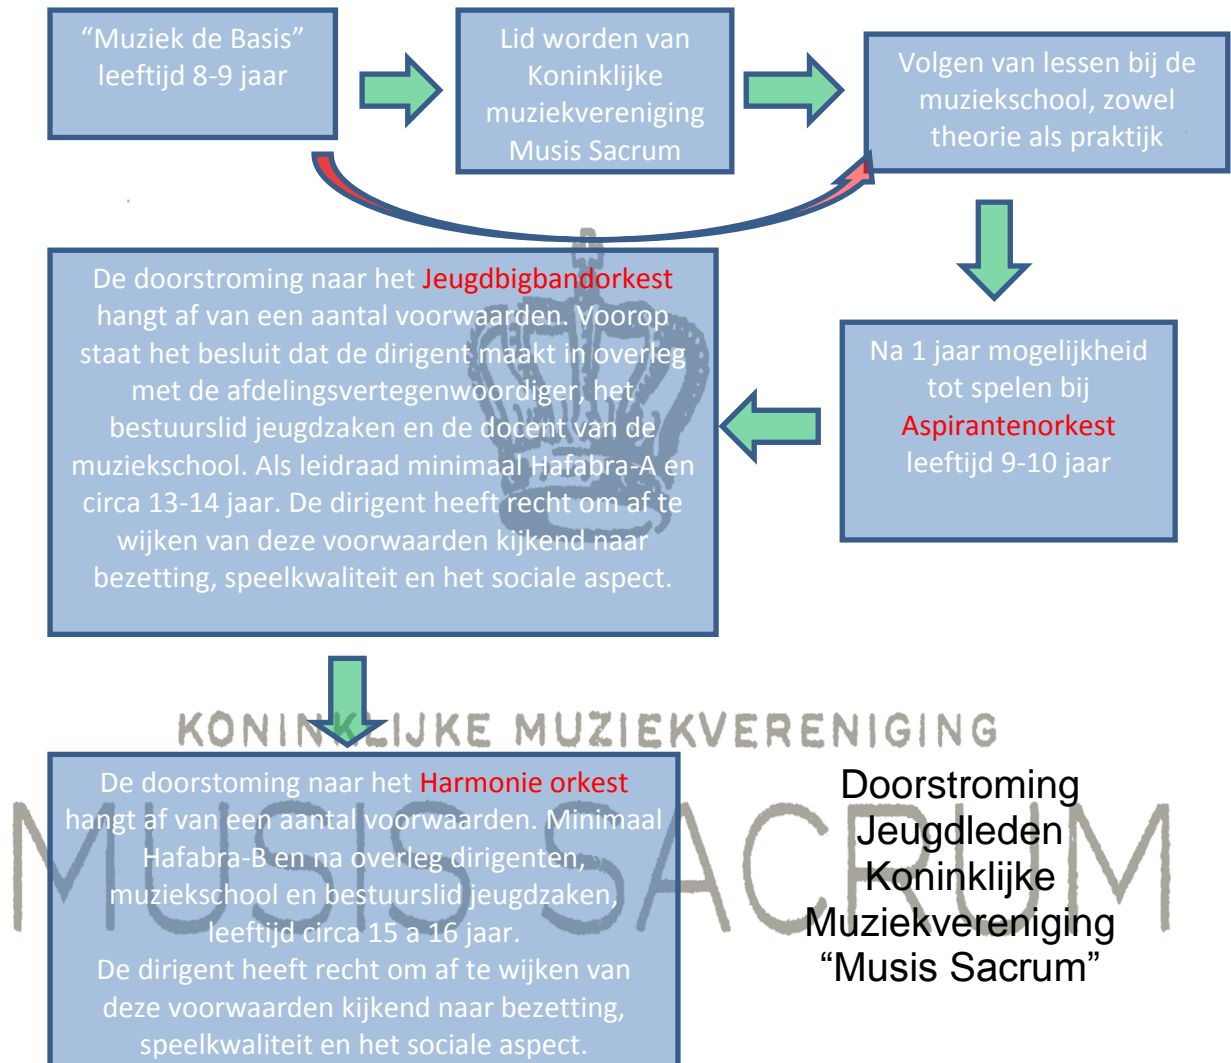 “Muziek de Basis”
leeftijd 8-9 jaar
Lid worden van
Koninklijke
muziekvereniging
Musis Sacrum
Volgen van lessen bij de
muziekschool, zowel
theorie als praktijk
Na 1 jaar mogelijkheid
tot spelen bij
Aspirantenorkest
leeftijd 9-10 jaar
De doorstroming naar het Jeugdbigbandorkest
hangt af van een aantal voorwaarden. Voorop
staat het besluit dat de dirigent maakt in overleg
met de afdelingsvertegenwoordiger, het
bestuurslid jeugdzaken en de docent van de
muziekschool. Als leidraad minimaal Hafabra-A en
circa 13-14 jaar. De dirigent heeft recht om af te
wijken van deze voorwaarden kijkend naar
bezetting, speelkwaliteit en het sociale aspect.
KONINKLIJKE MUZIEKVERENIGING
MUSIS SACRUM
De doorstoming naar het Harmonie orkest
hangt af van een aantal voorwaarden. Minimaal
Hafabra-B en na overleg dirigenten,
muziekschool en bestuurslid jeugdzaken,
leeftijd circa 15 a 16 jaar.
De dirigent heeft recht om af te wijken van
deze voorwaarden kijkend naar bezetting,
speelkwaliteit en het sociale aspect.
Doorstroming
Jeugdleden
Koninklijke
Muziekvereniging
“Musis Sacrum”